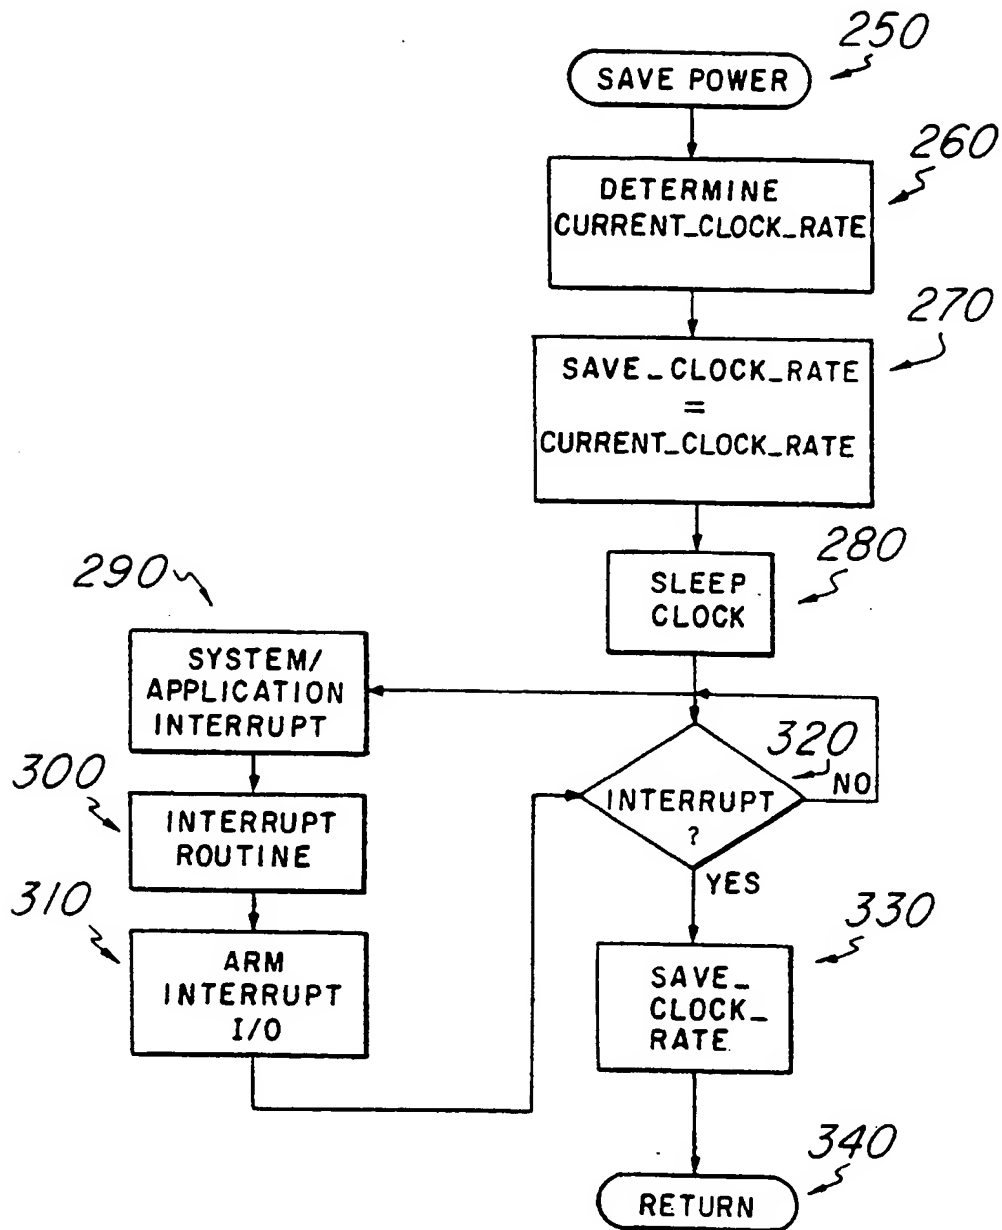 250
SAVE POWER
260
DETERMINE
CURRENT_CLOCK_RATE
270
SAVE_CLOCK_RATE
=
CURRENT_CLOCK_RATE
280
SLEEP
CLOCK
290
SYSTEM/
APPLICATION
INTERRUPT
300
INTERRUPT
ROUTINE
310
ARM
INTERRUPT
I/O
320
INTERRUPT
?
NO
YES
330
SAVE_
CLOCK_
RATE
340
RETURN